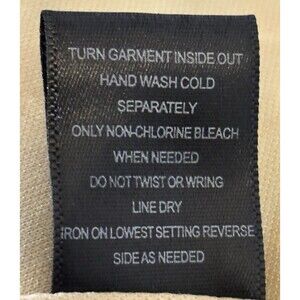 TURN GARMENT INSIDE OUT
HAND WASH COLD
SEPARATELY
ONLY NON-CHLORINE BLEACH
WHEN NEEDED
DO NOT TWIST OR WRING
LINE DRY
IRON ON LOWEST SETTING REVERSE
SIDE AS NEEDED